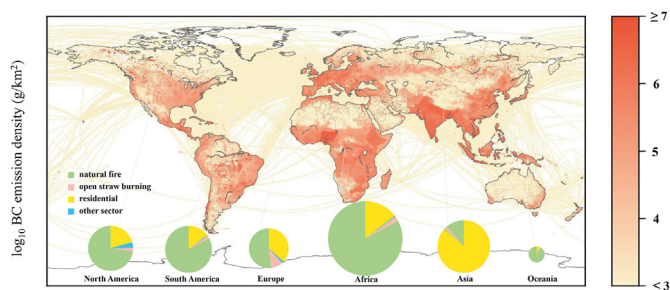 log₁₀ BC emission density (g/km²)
natural fire
open straw burning
residential
other sector
North America
South America
Europe
Africa
Asia
Oceania
≥7
6
5
4
≤3